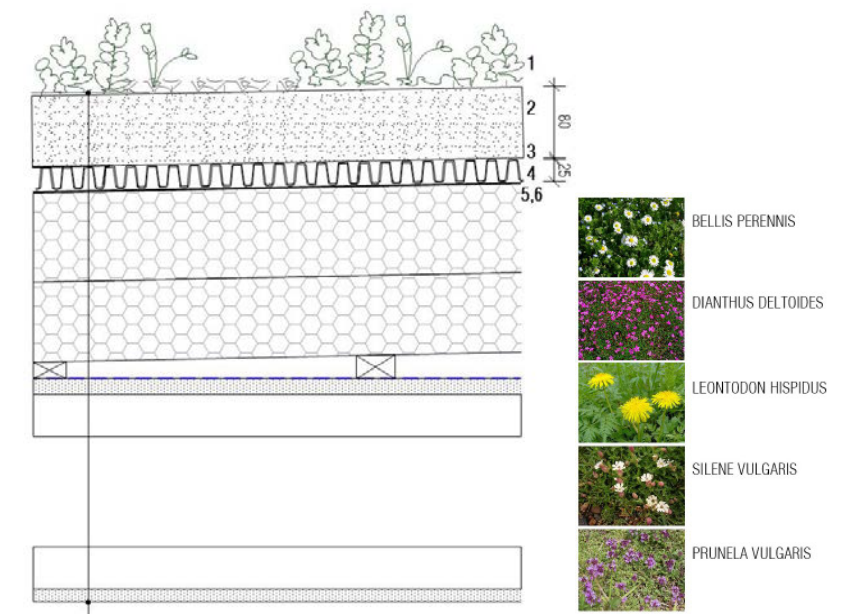 1
2
80
3
25
4
5,6
BELLIS PERENNIS
DIANTHUS DELTOIDES
LEONTODON HISPIDUS
SILENE VULGARIS
PRUNELA VULGARIS